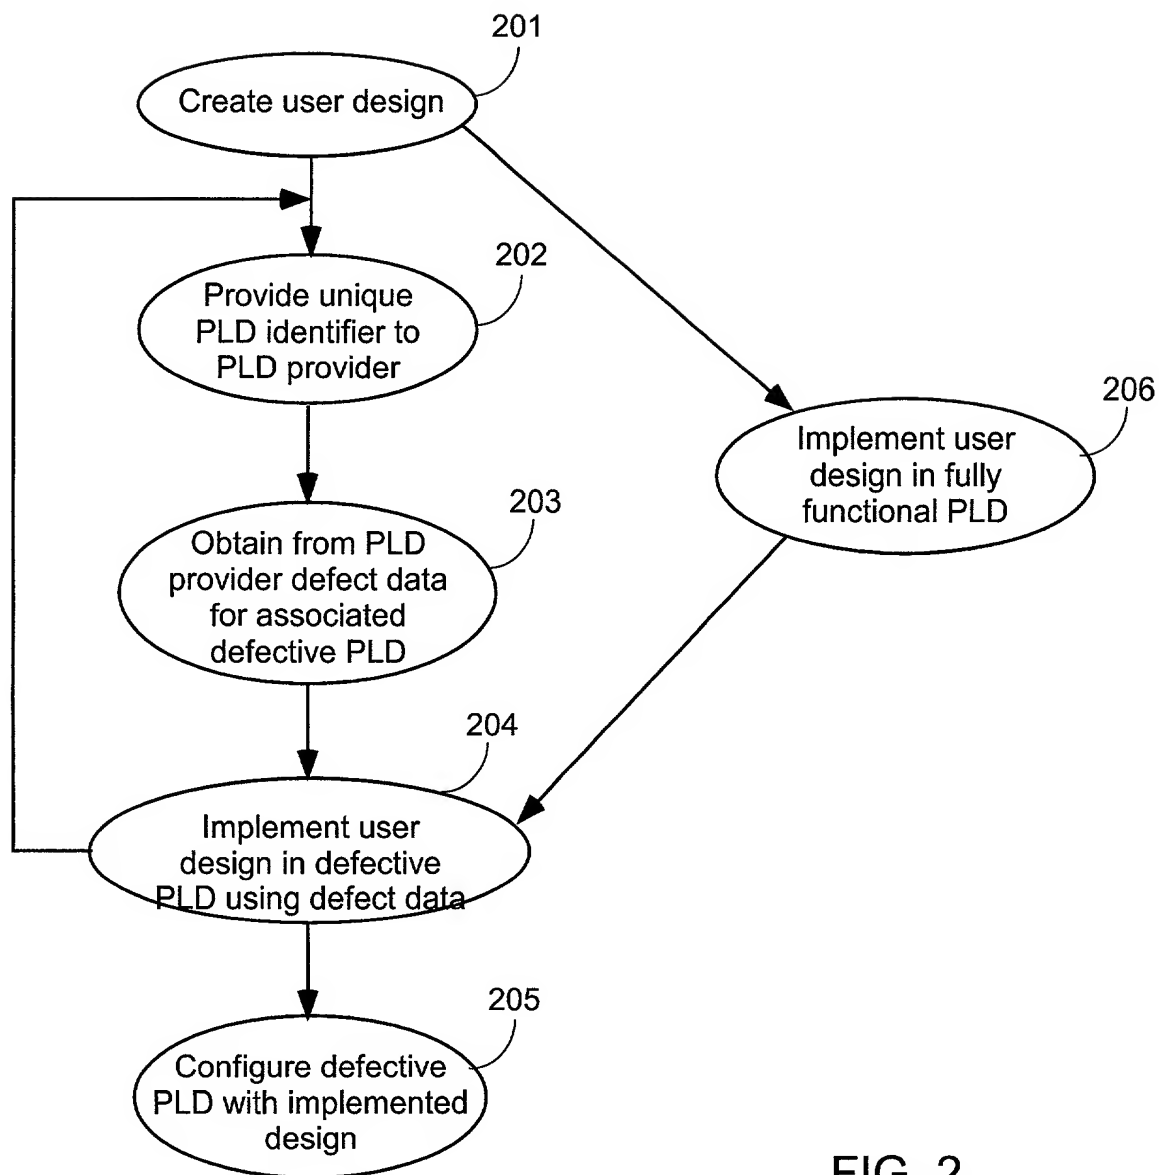 201
Create user design
202
Provide unique
PLD identifier to
PLD provider
206
Implement user
design in fully
functional PLD
203
Obtain from PLD
provider defect data
for associated
defective PLD
204
Implement user
design in defective
PLD using defect data
205
Configure defective
PLD with implemented
design
FIG. 2